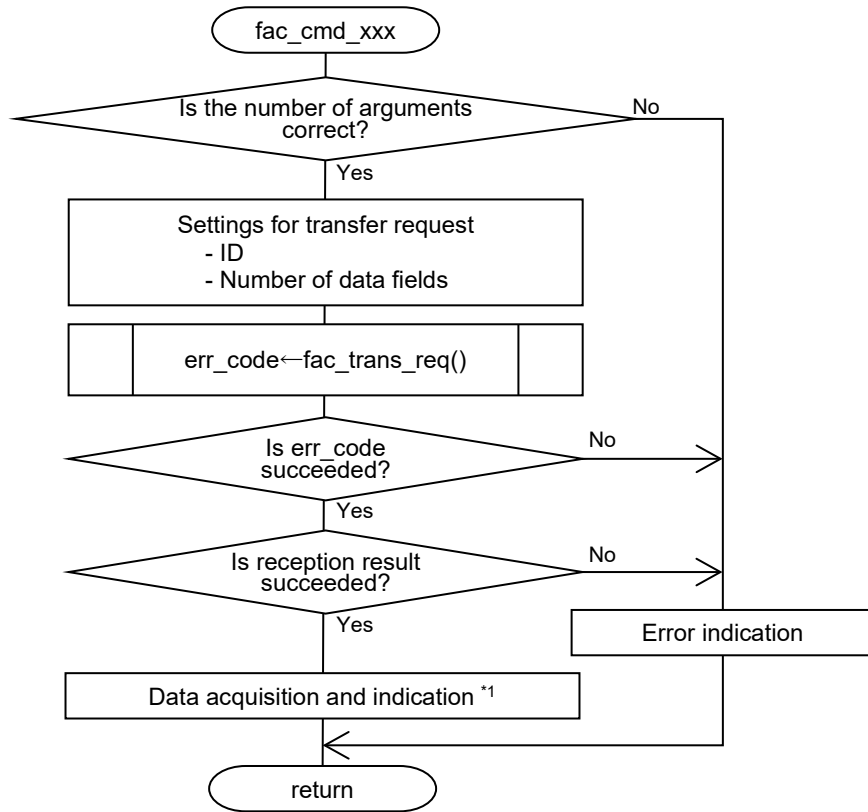 fac_cmd_xxx
Is the number of arguments
correct?
No
Yes
Settings for transfer request
- ID
- Number of data fields
err_code←fac_trans_req()
Is err_code
succeeded?
No
Yes
Is reception result
succeeded?
No
Yes
Error indication
Data acquisition and indication *1
return